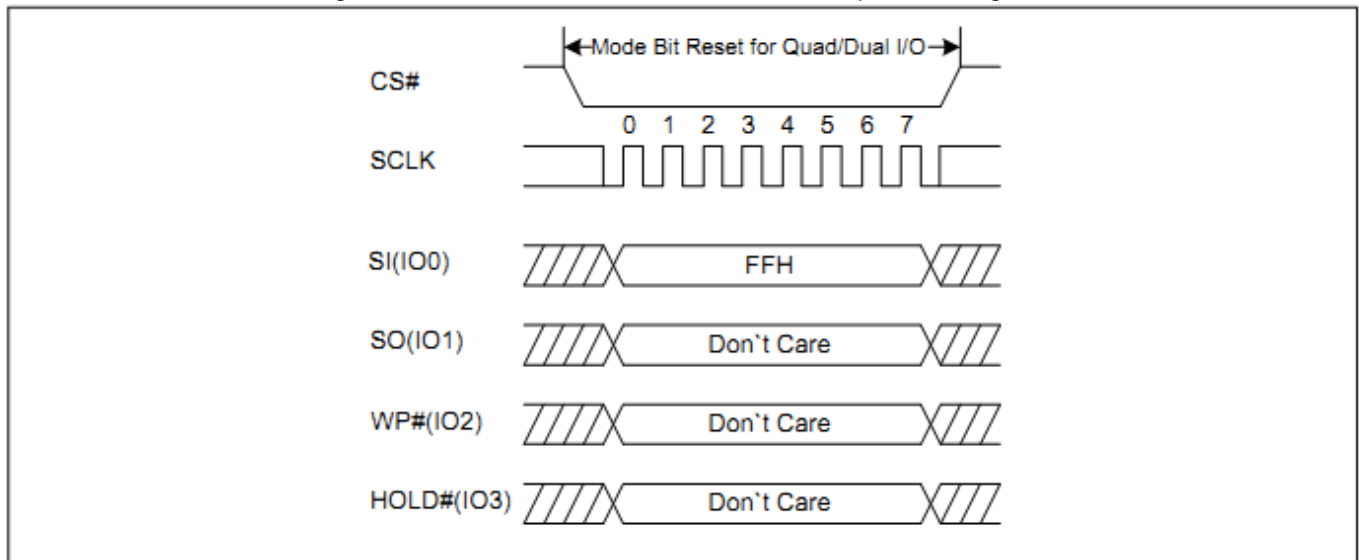 Mode Bit Reset for Quad/Dual I/O
CS#
0 1 2 3 4 5 6 7
SCLK
SI(IO0) FFH
SO(IO1) Don`t Care
WP#(IO2) Don`t Care
HOLD#(IO3) Don`t Care